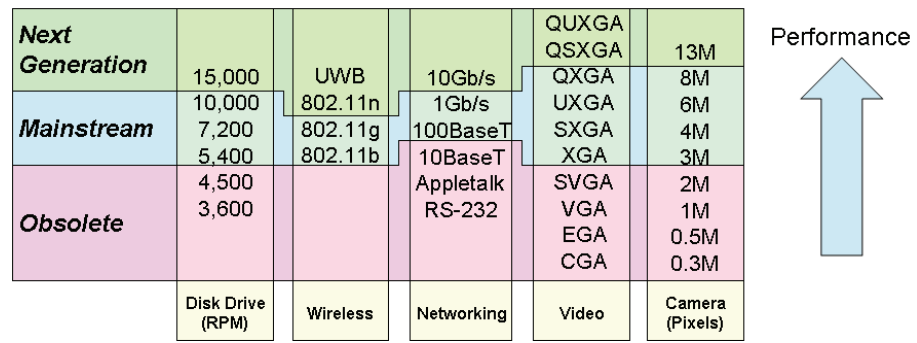 Next
Generation
Mainstream
Obsolete
15,000
10,000
7,200
5,400
4,500
3,600
Disk Drive
(RPM)
UWB
802.11n
802.11g
802.11b
Wireless
10Gb/s
1Gb/s
100BaseT
10BaseT
Appletalk
RS-232
Networking
QUXGA
QSXGA
QXGA
UXGA
SXGA
XGA
SVGA
VGA
EGA
CGA
Video
13M
8M
6M
4M
3M
2M
1M
0.5M
0.3M
Camera
(Pixels)
Performance